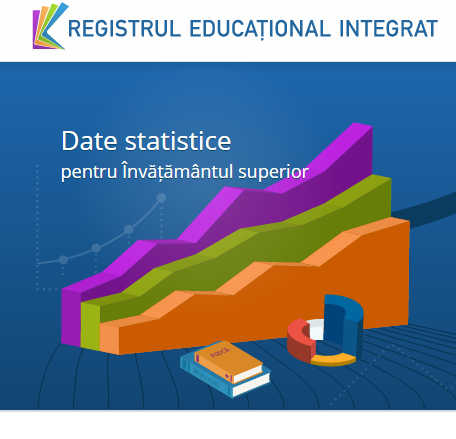 REGISTRUL EDUCAȚIONAL INTEGRAT
Date statistice
pentru Învățământul superior